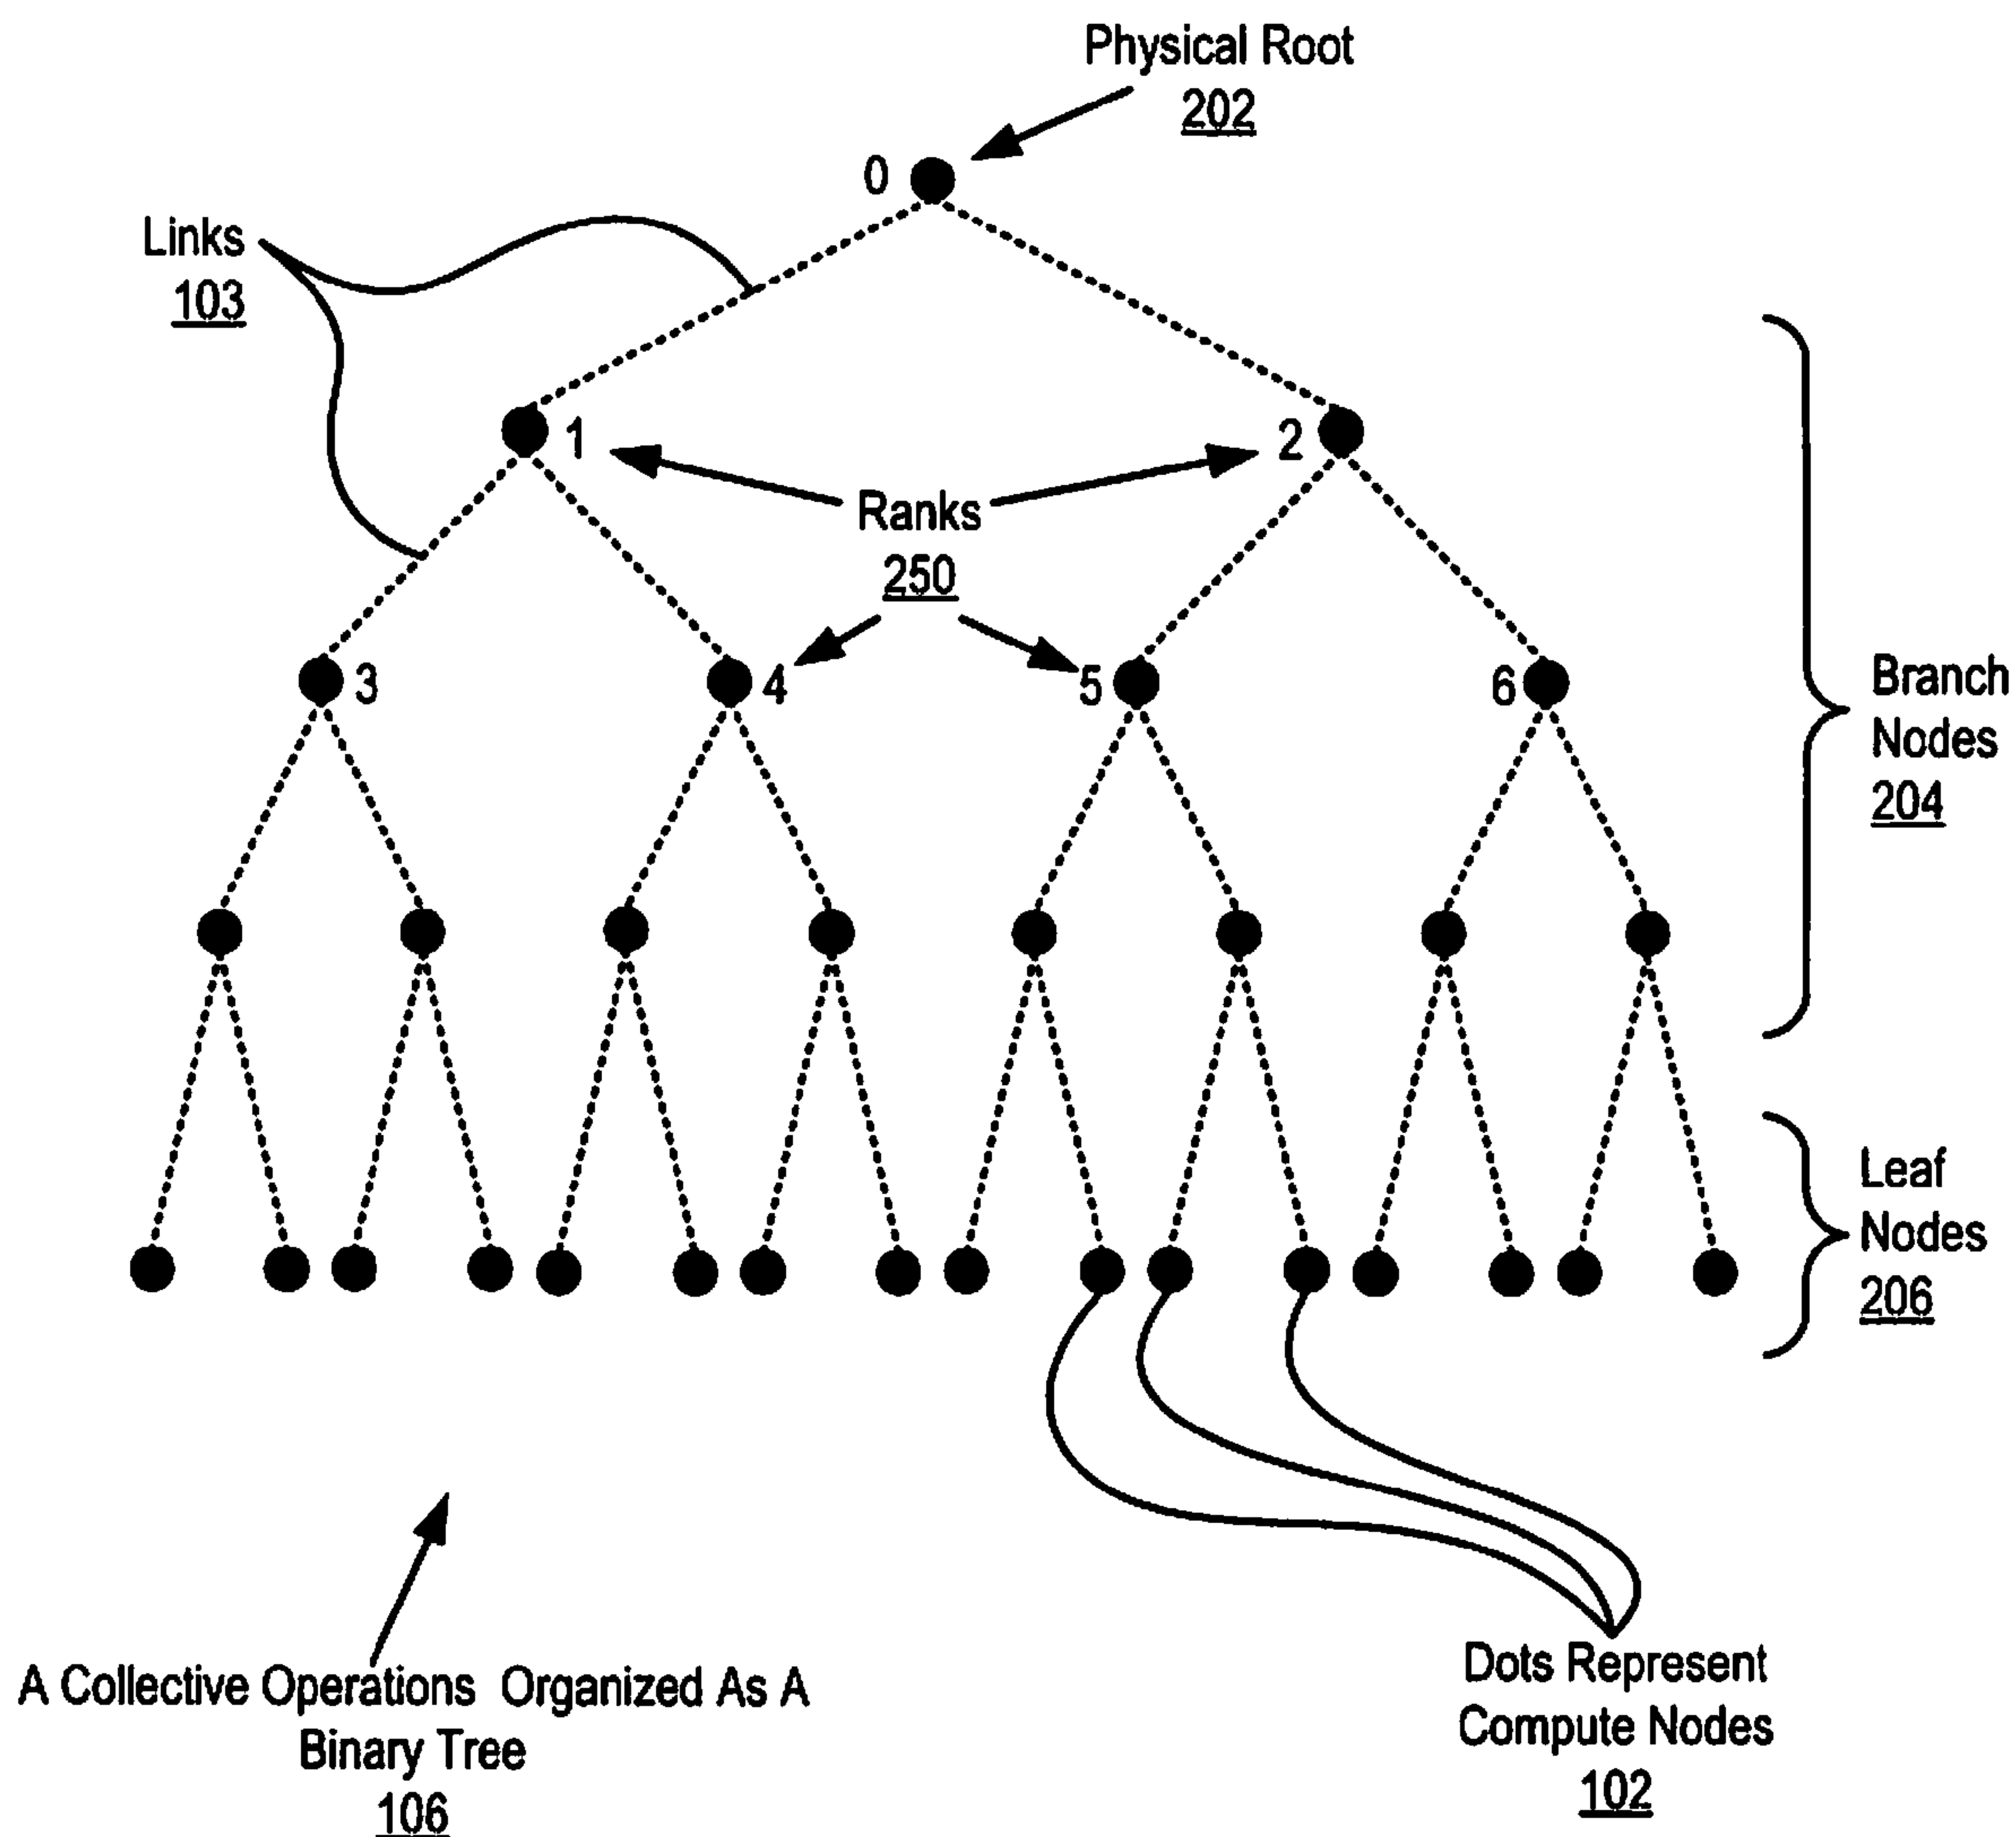 Physical Root
202
0
Links
103
1
2
Ranks
250
3
4
5
6
Branch
Nodes
204
Leaf
Nodes
206
A Collective Operations Organized As A
Binary Tree
106
Dots Represent
Compute Nodes
102